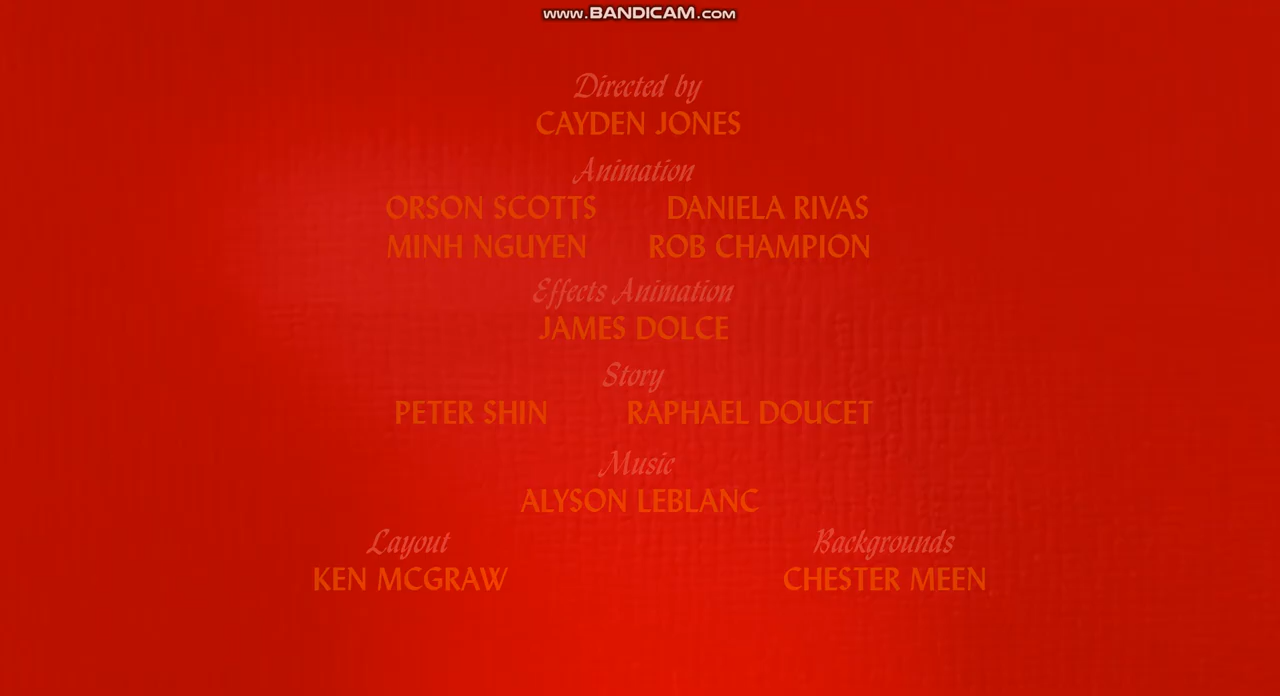 www.BANDICAM.com
Directed by
CAYDEN JONES
Animation
ORSON SCOTTS DANIELA RIVAS
MINH NGUYEN ROB CHAMPION
Effects Animation
JAMES DOLCE
Story
PETER SHIN RAPHAEL DOUCET
Music
ALYSON LEBLANC
Layout Backgrounds
KEN MCGRAW CHESTER MEEN